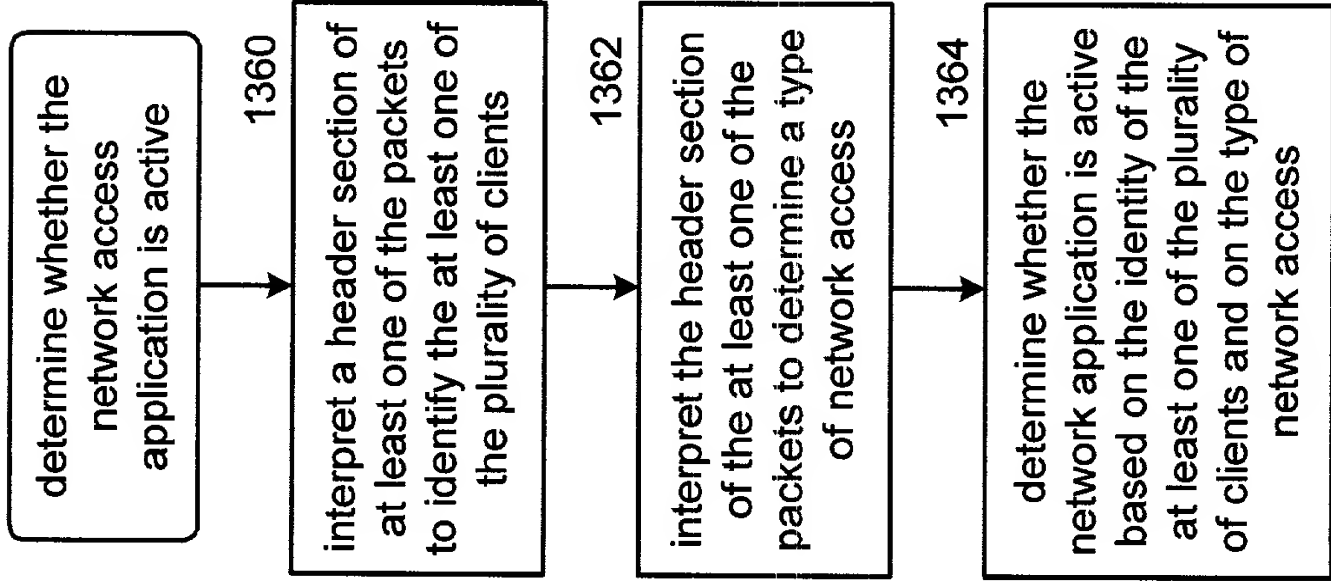 determine whether the
network access
application is active
1360
interpret a header section of
at least one of the packets
to identify the at least one of
the plurality of clients
1362
interpret the header section
of the at least one of the
packets to determine a type
of network access
1364
determine whether the
network application is active
based on the identity of the
at least one of the plurality
of clients and on the type of
network access